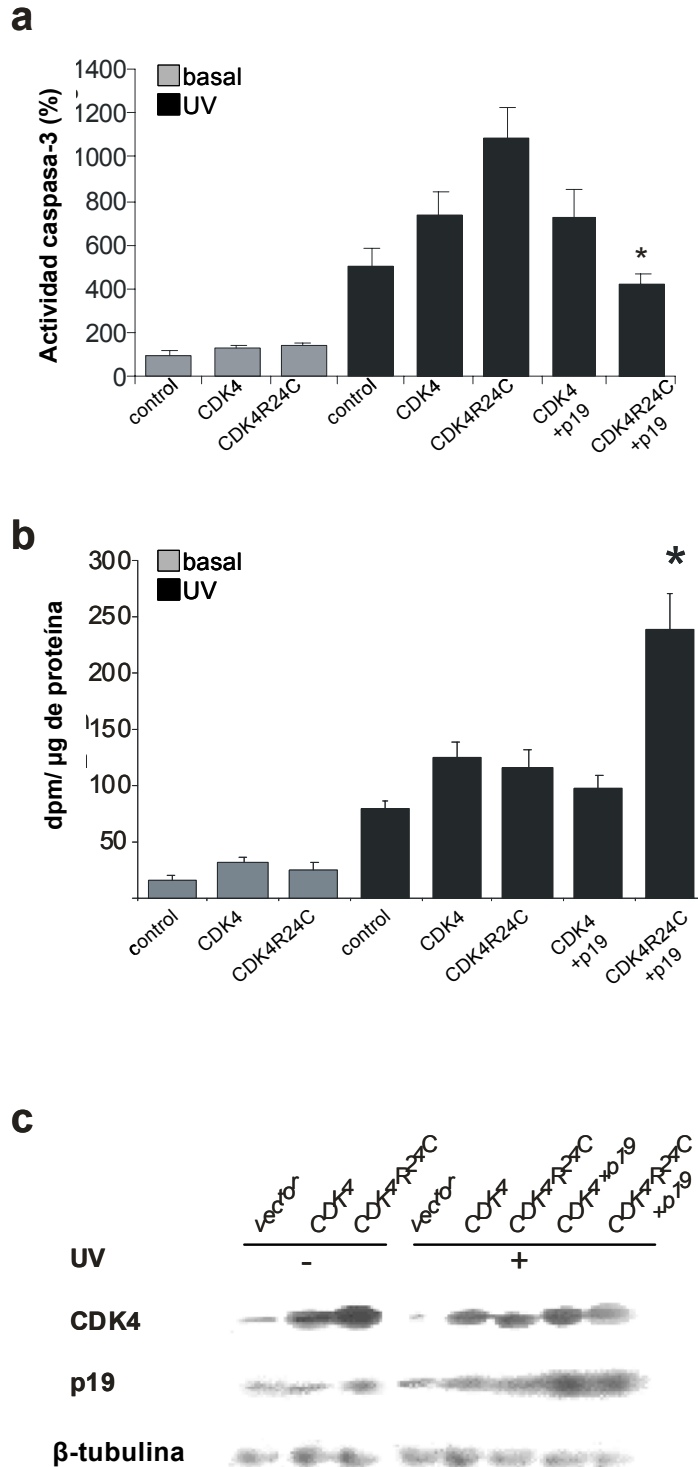 a
Actividad caspasa-3 (%)
1400
1200
1000
800
600
400
200
0
basal
UV
control
CDK4
CDK4R24C
control
CDK4
CDK4R24C
CDK4
+p19
CDK4R24C
+p19
*
b
dpm/ µg de proteína
300
250
200
150
100
50
basal
UV
control
CDK4
CDK4R24C
control
CDK4
CDK4R24C
CDK4
+p19
CDK4R24C
+p19
*
c
vector
CDK4
CDK4R24C
vector
CDK4
CDK4R24C
CDK4+p19
CDK4R24C
+p19
UV - +
CDK4
p19
β-tubulina